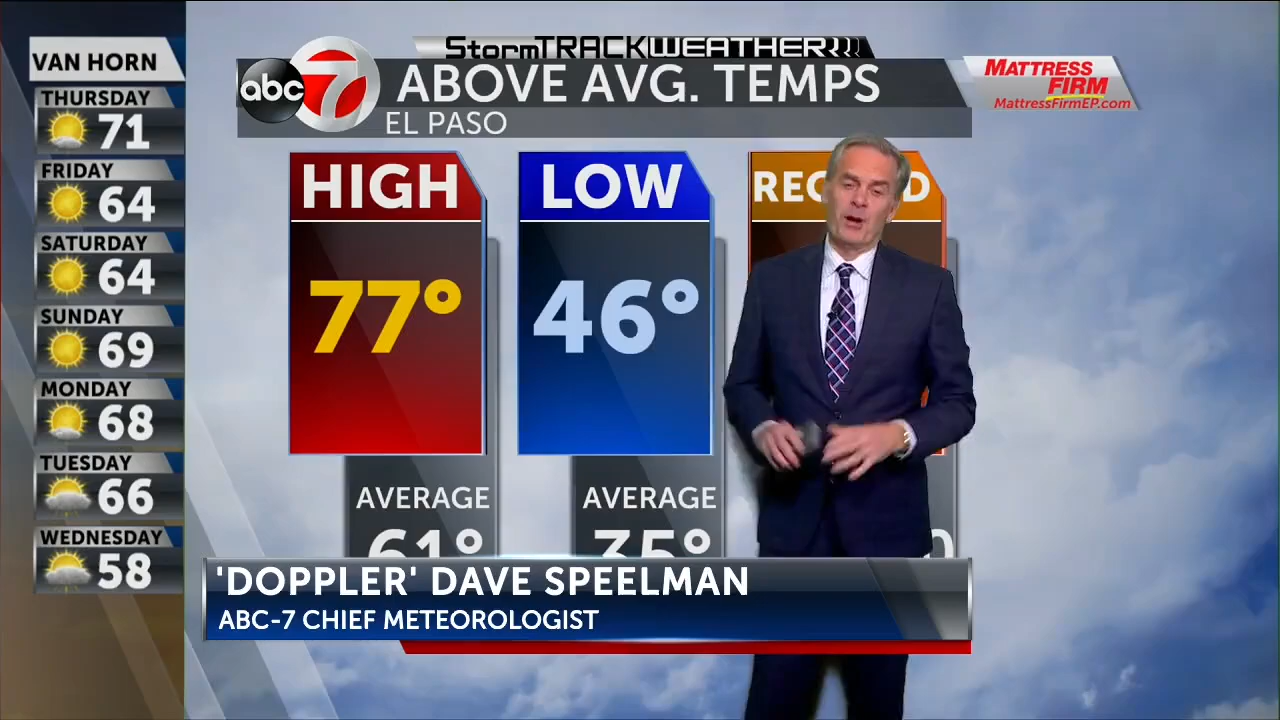 VAN HORN
THURSDAY
71
FRIDAY
64
SATURDAY
64
SUNDAY
69
MONDAY
68
TUESDAY
66
WEDNESDAY
58
StormTRACKWEATHER
abc 7
ABOVE AVG. TEMPS
EL PASO
MATTRESS
FIRM
MattressFirmEP.com
HIGH
77°
LOW
46°
AVERAGE
61°
AVERAGE
35°
'DOPPLER' DAVE SPEELMAN
ABC-7 CHIEF METEOROLOGIST